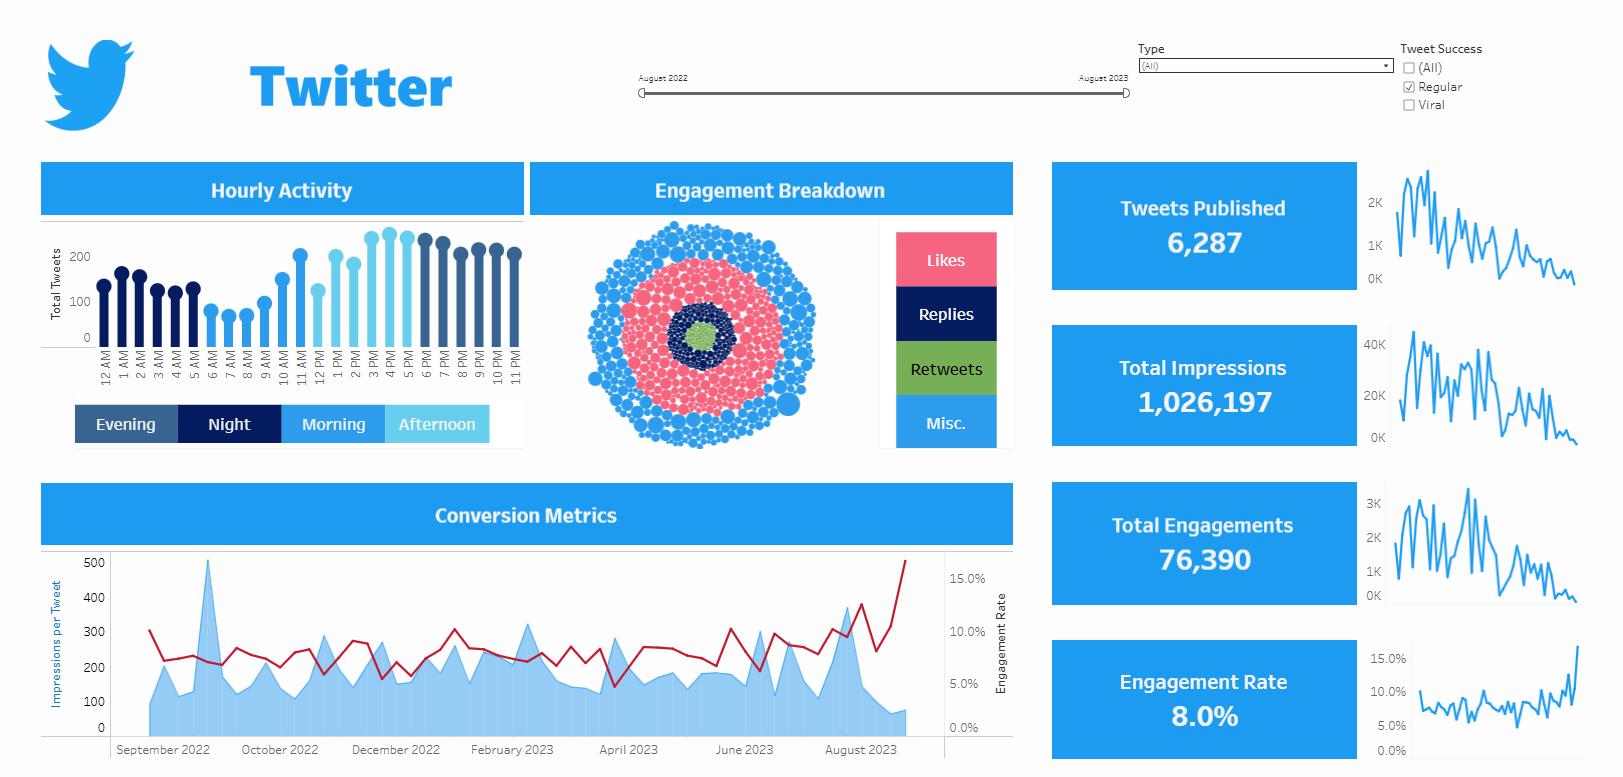 Twitter
August 2022
August 2023
Type
(All)
Tweet Success
(All)
Regular
Viral
Hourly Activity
Total Tweets
200
100
0
12 AM
1 AM
2 AM
3 AM
4 AM
5 AM
6 AM
7 AM
8 AM
9 AM
10 AM
11 AM
12 PM
1 PM
2 PM
3 PM
4 PM
5 PM
6 PM
7 PM
8 PM
9 PM
10 PM
11 PM
Evening
Night
Morning
Afternoon
Engagement Breakdown
Likes
Replies
Retweets
Misc.
Tweets Published
6,287
2K
1K
0K
Total Impressions
1,026,197
40K
20K
0K
Conversion Metrics
Impressions per Tweet
500
400
300
200
100
0
15.0%
10.0%
5.0%
0.0%
Engagement Rate
September 2022
October 2022
December 2022
February 2023
April 2023
June 2023
August 2023
Total Engagements
76,390
3K
2K
1K
0K
Engagement Rate
8.0%
15.0%
10.0%
5.0%
0.0%